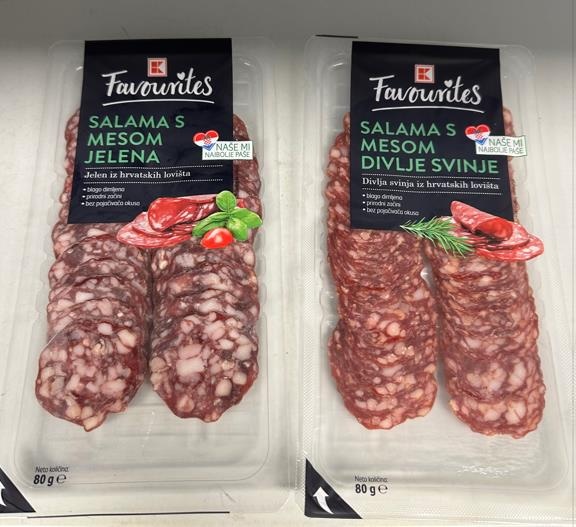 K
Favourites
SALAMA S
MESOM
JELENA
NAŠE MI
NAJBOLJE PAŠE
Jelen iz hrvatskih lovišta
• blago dimljena
• prirodni začini
• bez pojačivača okusa
Neto količina:
80 g ℮
K
Favourites
SALAMA S
MESOM
DIVLJE SVINJE
NAŠE MI
NAJBOLJE PAŠE
Divlja svinja iz hrvatskih lovišta
• blago dimljena
• prirodni začini
• bez pojačivača okusa
Neto količina:
80 g ℮